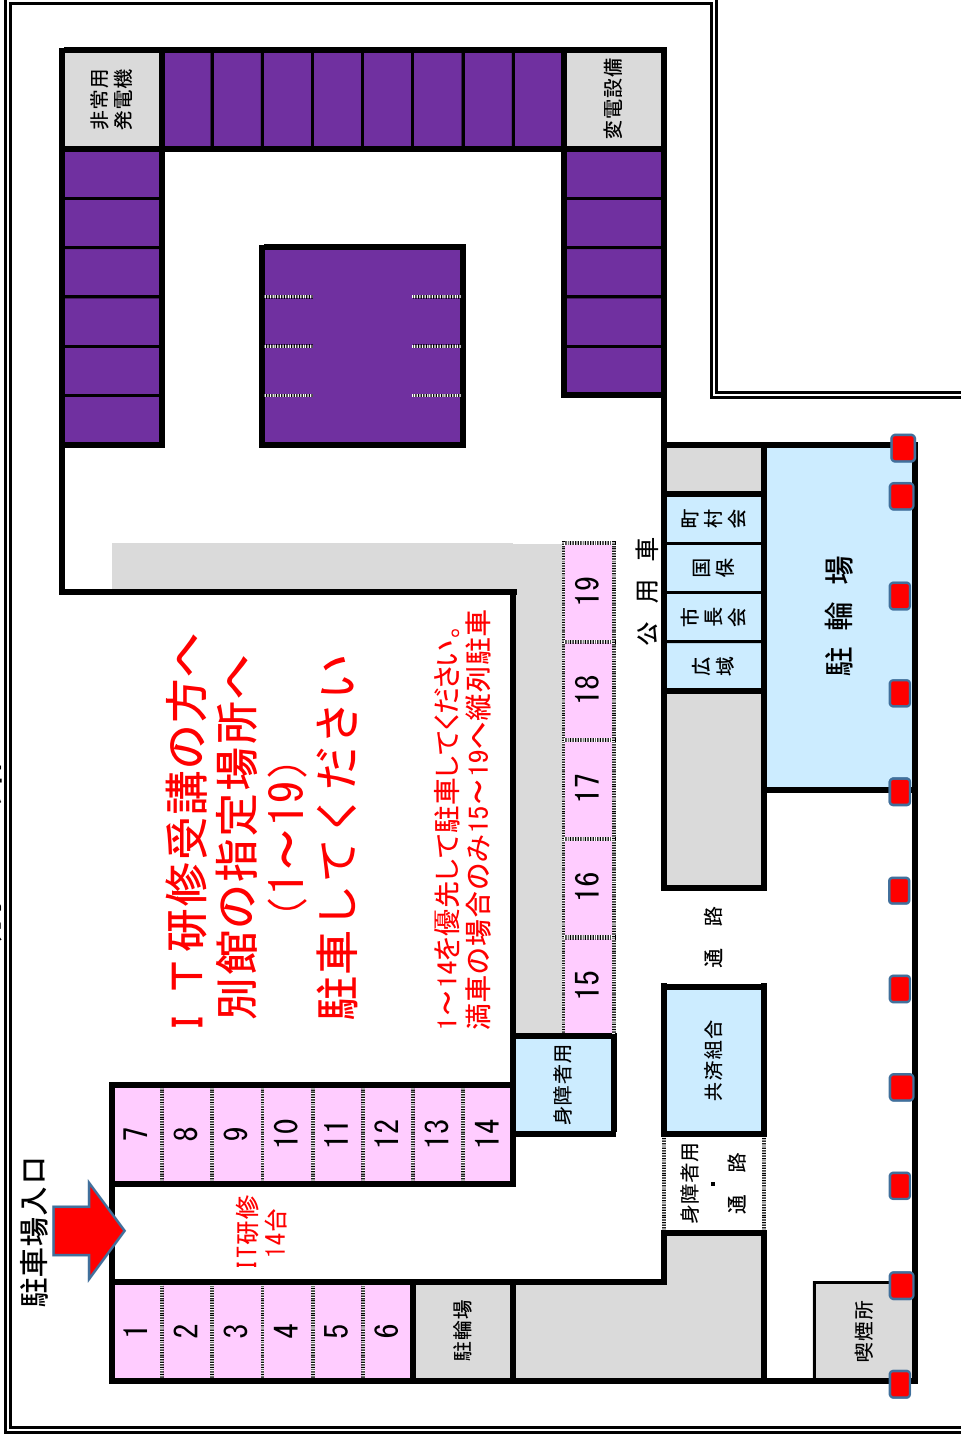 駐車場入口
非常用
発電機
変電設備
IT研修受講の方へ
別館の指定場所へ
(1～19)
駐車してください
1～14を優先して駐車してください。
満車の場合のみ15～19へ縦列駐車
1
2
3
4
5
6
駐輪場
IT研修
14台
7
8
9
10
11
12
13
14
身障者用
15
16
17
18
19
公用車
身障者用
・
通路
共済組合
通路
広域
市長会
国保
町村会
駐輪場
喫煙所